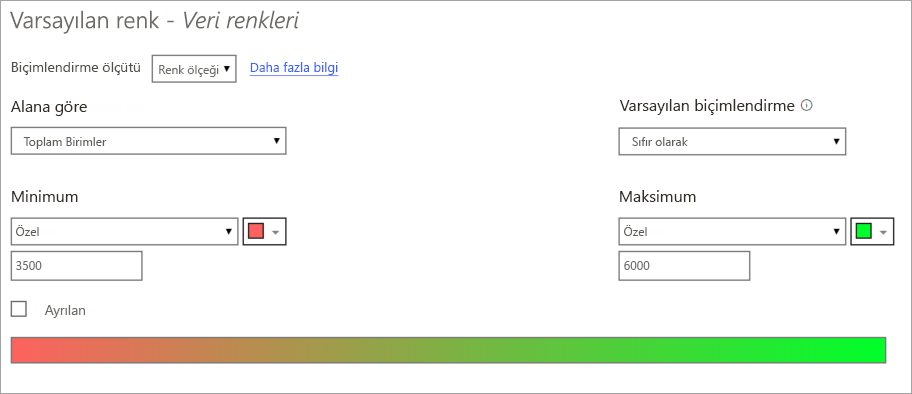 Varsayılan renk - Veri renkleri
Biçimlendirme ölçütü Renk ölçeği Daha fazla bilgi
Alana göre Varsayılan biçimlendirme
Toplam Birimler Sıfır olarak
Minimum Maksimum
Özel Özel
3500 6000
Ayrılan